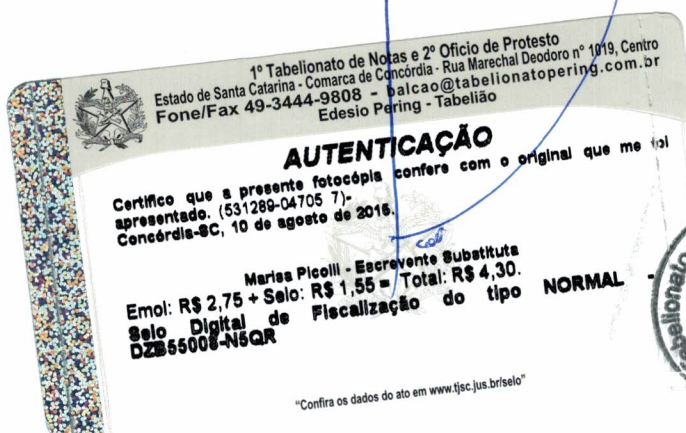 1º Tabelionato de Notas e 2º Oficio de Protesto
Estado de Santa Catarina - Comarca de Concórdia - Rua Marechal Deodoro nº 1019, Centro
Fone/Fax 49-3444-9808 - balcao@tabelionatopering.com.br
Edesio Pering - Tabelião
AUTENTICAÇÃO
Certifico que a presente fotocópia confere com o original que me foi
apresentado. (531289-04705 7)-
Concórdia-SC, 10 de agosto de 2015.
Marisa Picolli - Escrevente Substituta
Emol: R$ 2,75 + Selo: R$ 1,55 = Total: R$ 4,30.
Selo Digital de Fiscalização do tipo NORMAL -
DZB55008-N5QR
"Confira os dados do ato em www.tjsc.jus.br/selo"